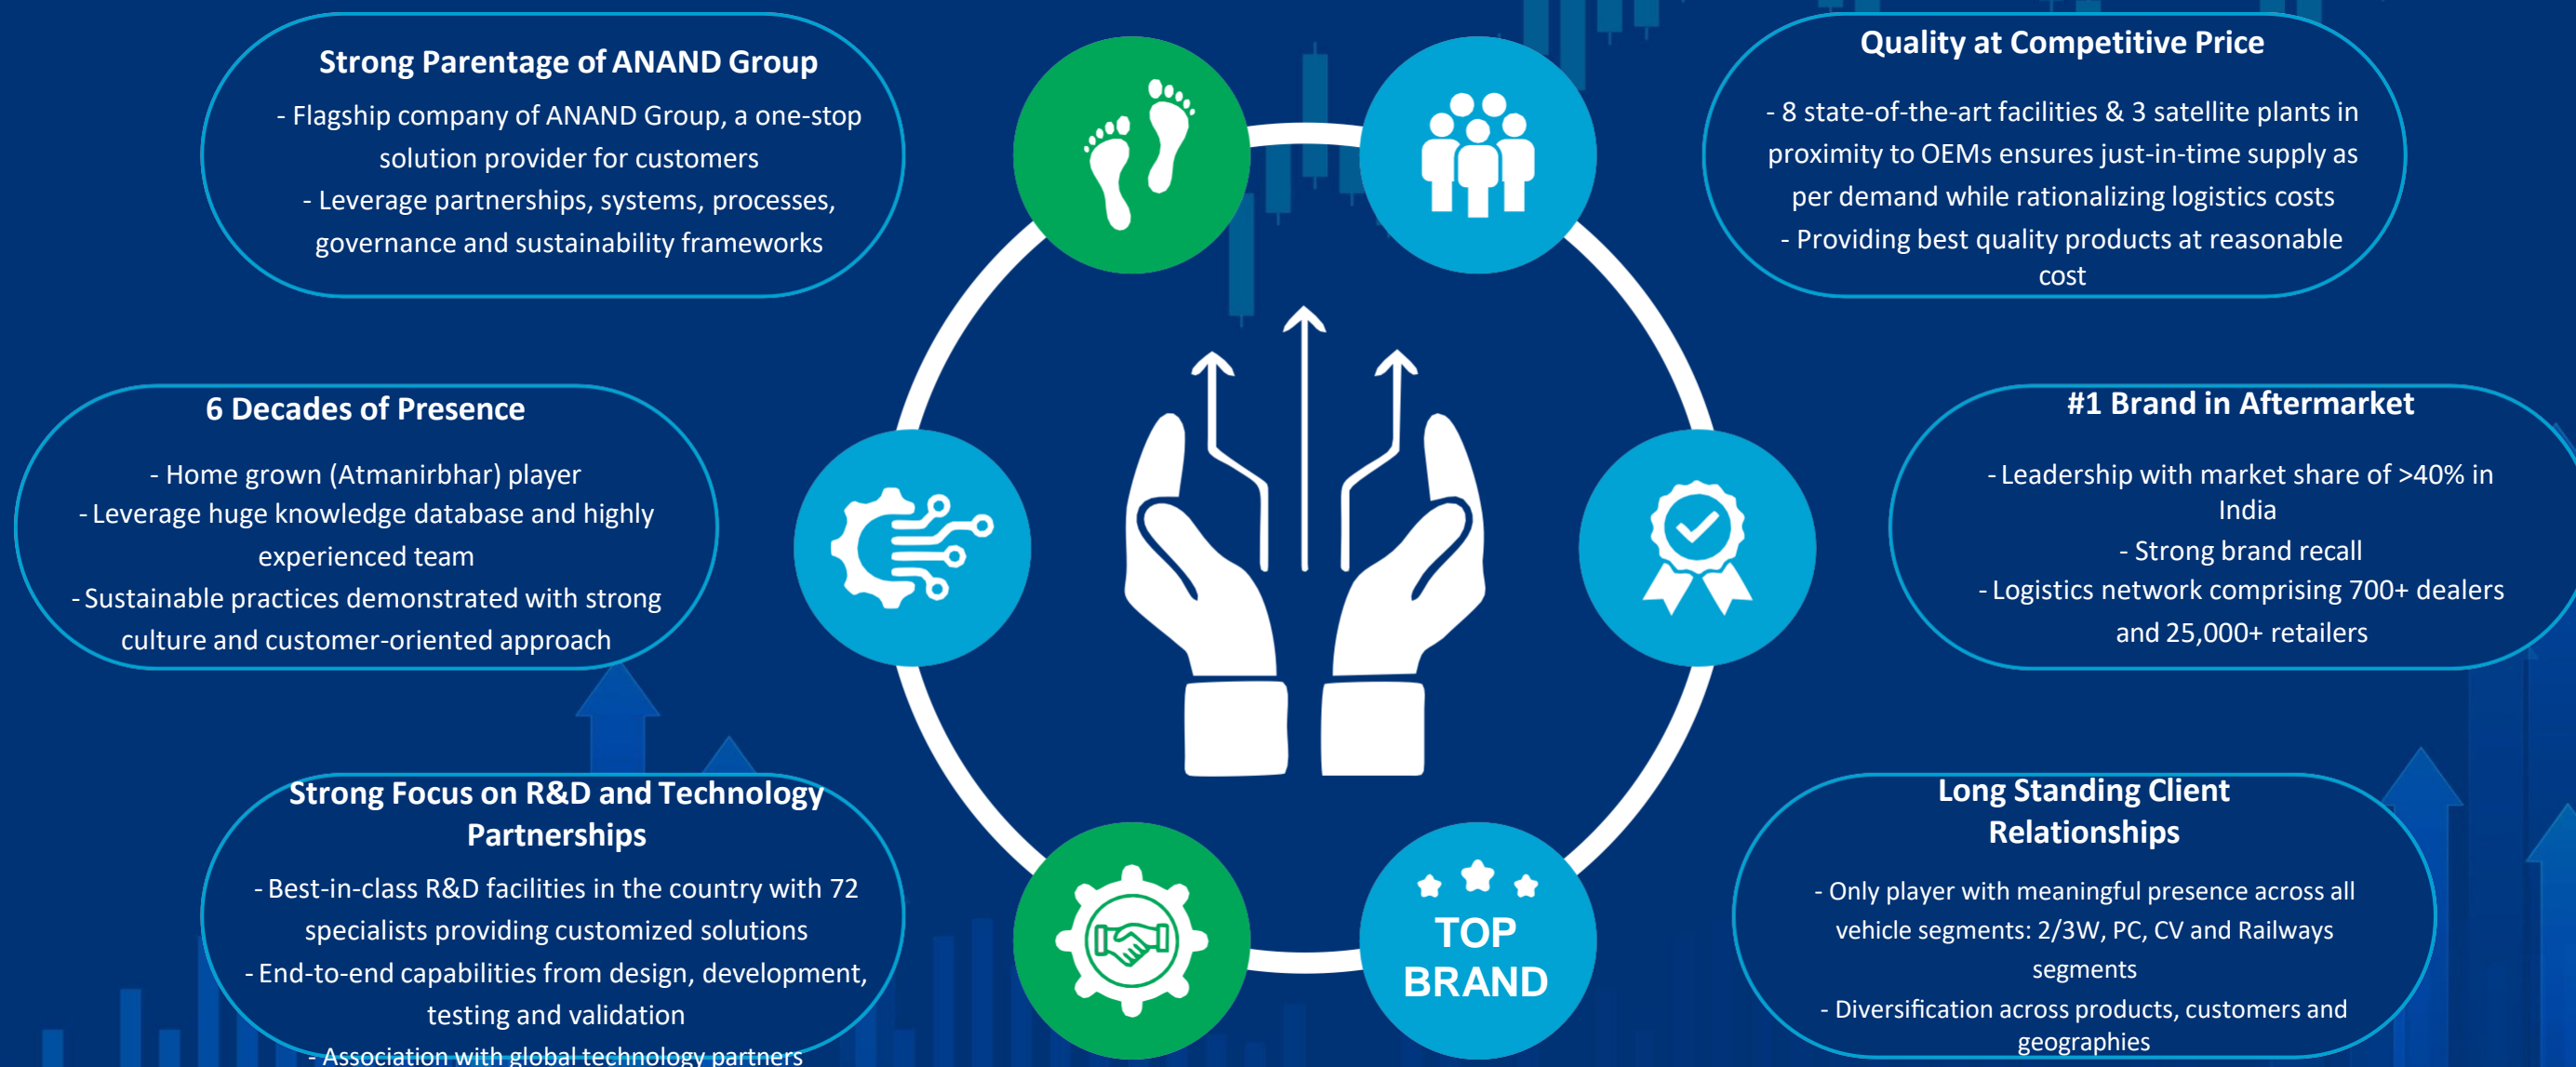 Strong Parentage of ANAND Group
- Flagship company of ANAND Group, a one-stop
solution provider for customers
- Leverage partnerships, systems, processes,
governance and sustainability frameworks
Quality at Competitive Price
- 8 state-of-the-art facilities & 3 satellite plants in
proximity to OEMs ensures just-in-time supply as
per demand while rationalizing logistics costs
- Providing best quality products at reasonable
cost
6 Decades of Presence
- Home grown (Atmanirbhar) player
- Leverage huge knowledge database and highly
experienced team
- Sustainable practices demonstrated with strong
culture and customer-oriented approach
#1 Brand in Aftermarket
- Leadership with market share of >40% in
India
- Strong brand recall
- Logistics network comprising 700+ dealers
and 25,000+ retailers
Strong Focus on R&D and Technology
Partnerships
- Best-in-class R&D facilities in the country with 72
specialists providing customized solutions
- End-to-end capabilities from design, development,
testing and validation
- Association with global technology partners
TOP
BRAND
Long Standing Client
Relationships
- Only player with meaningful presence across all
vehicle segments: 2/3W, PC, CV and Railways
segments
- Diversification across products, customers and
geographies